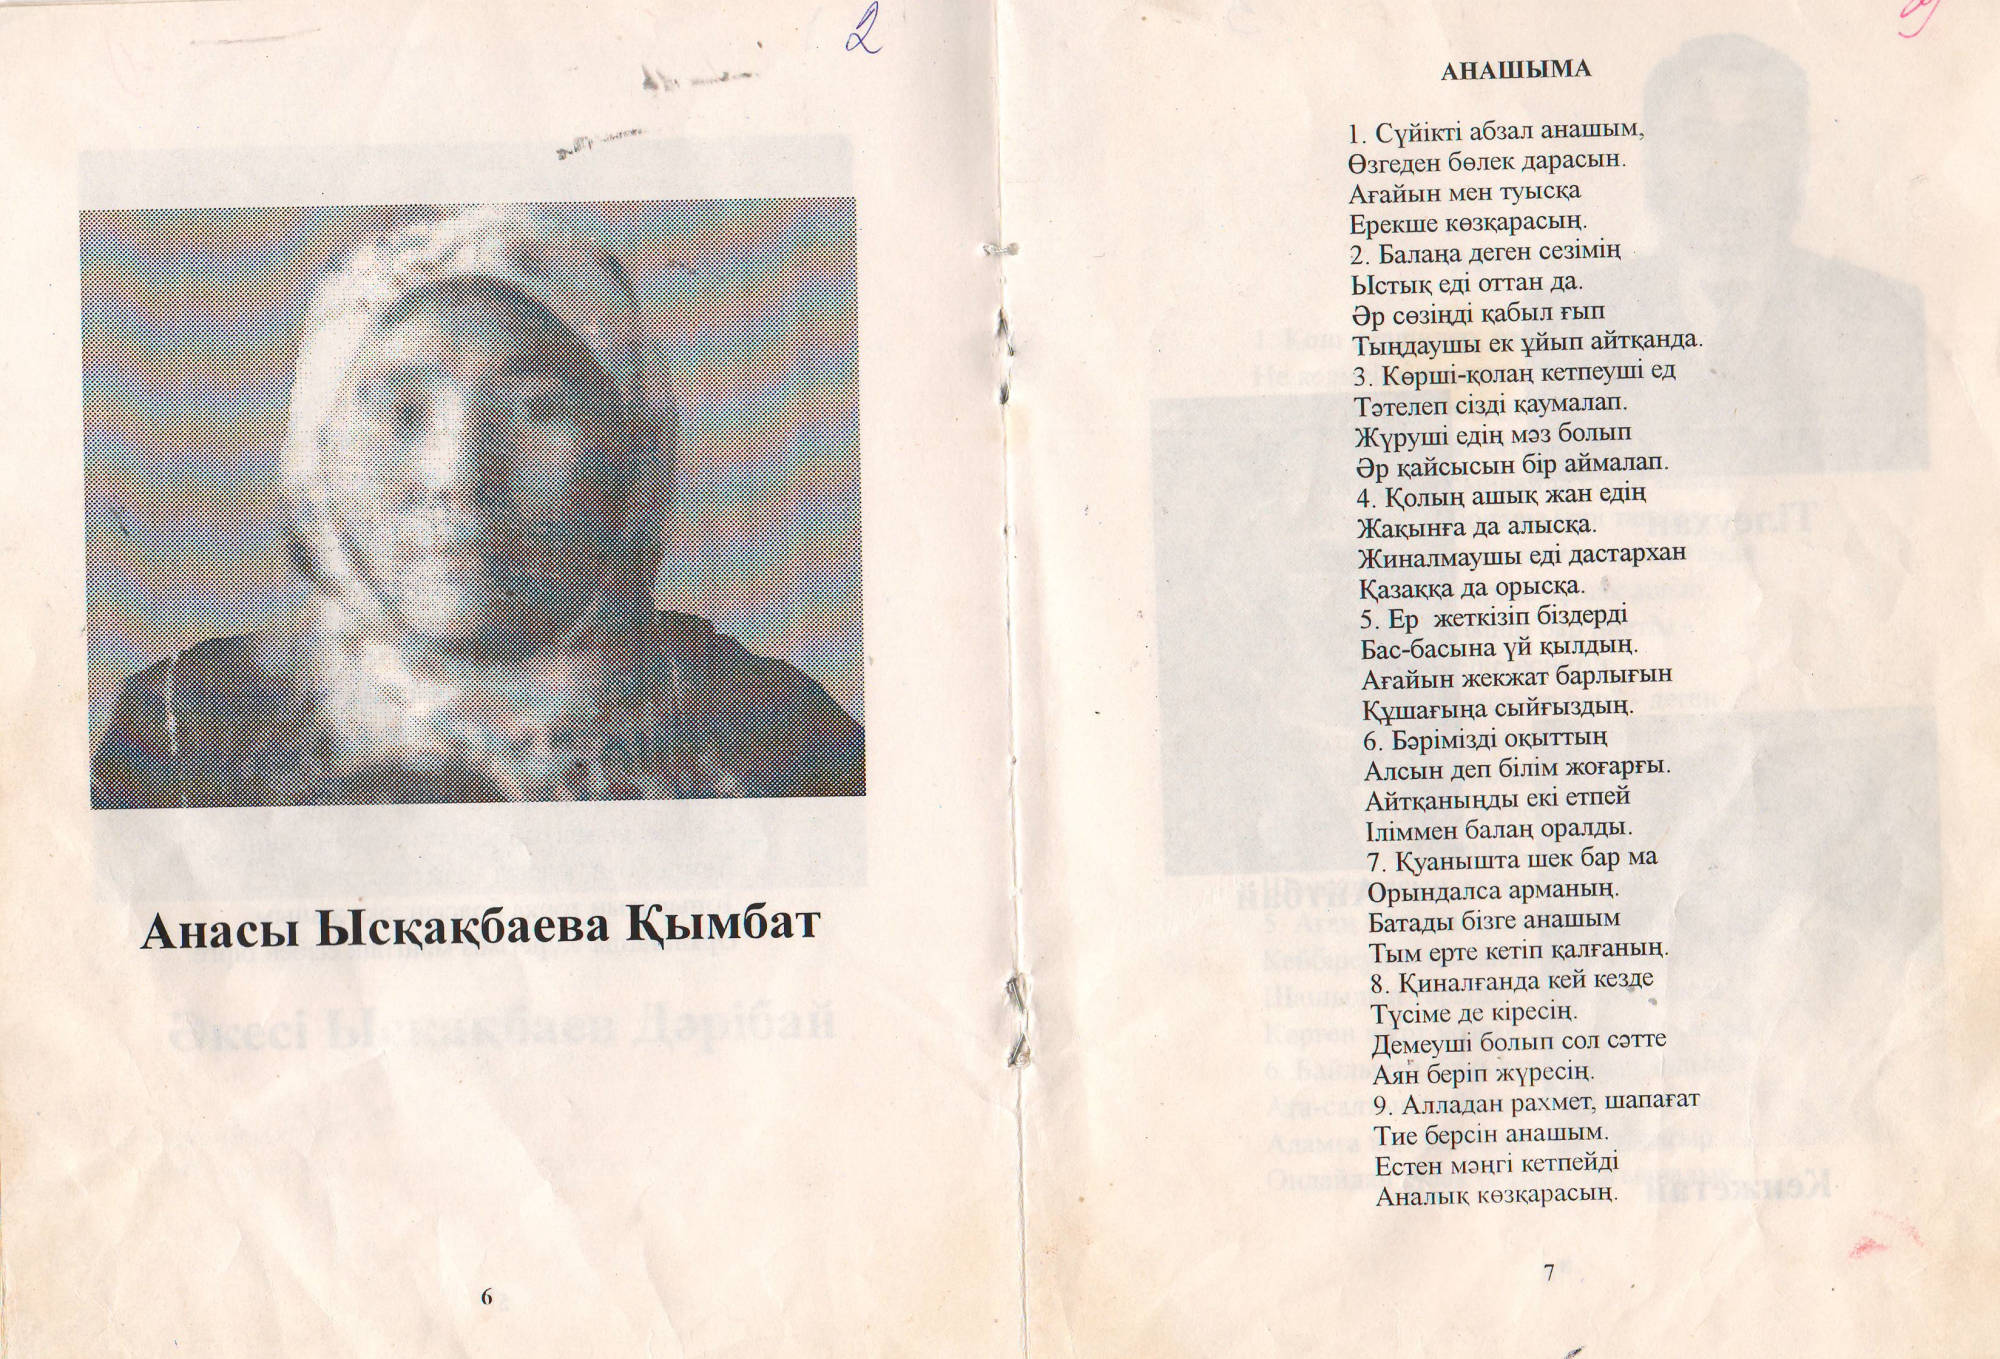 2
Анасы Ысқақбаева Қымбат
6
АНАШЫМА
1. Сүйікті абзал анашым,
Өзгеден бөлек дарасын.
Ағайын мен туысқа
Ерекше көзқарасың.
2. Балаңа деген сезімің
Ыстық еді оттан да.
Әр сөзіңді қабыл ғып
Тыңдаушы ек ұйып айтқанда.
3. Көрші-қолаң кетпеуші ед
Тәтелеп сізді қаумалап.
Жүруші едің мәз болып
Әр қайсысын бір аймалап.
4. Қолың ашық жан едің
Жақынға да алысқа.
Жиналмаушы еді дастархан
Қазаққа да орысқа.
5. Ер жеткізіп біздерді
Бас-басына үй қылдың.
Ағайын жекжат барлығын
Құшағыңа сыйғыздың.
6. Бәрімізді оқыттың
Алсын деп білім жоғарғы.
Айтқаныңды екі етпей
Іліммен балаң оралды.
7. Қуанышта шек бар ма
Орындалса арманың.
Батады бізге анашым
Тым ерте кетіп қалғаның.
8. Қиналғанда кей кезде
Түсіме де кіресің.
Демеуші болып сол сәтте
Аян беріп жүресің.
9. Алладан рахмет, шапағат
Тие берсін анашым.
Естен мәңгі кетпейді
Аналық көзқарасың.
7